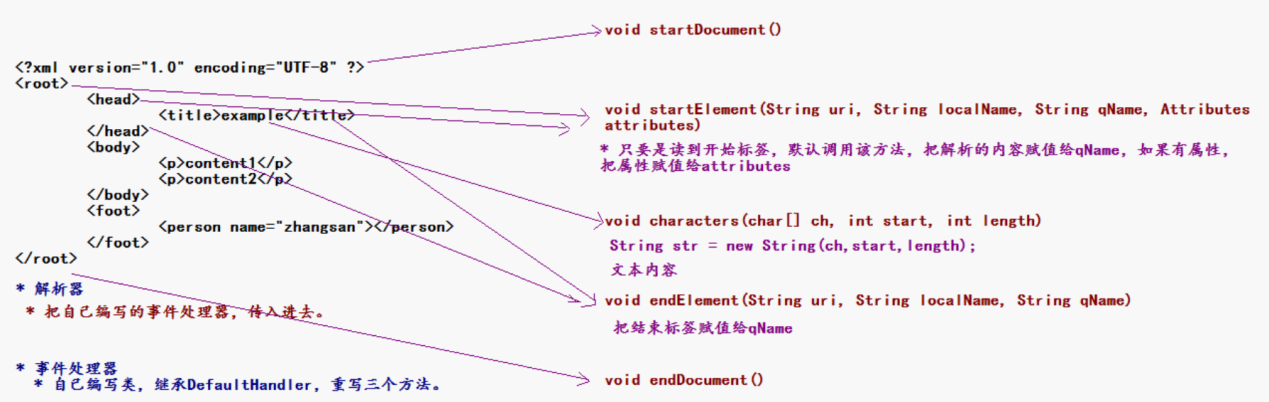 void startDocument()
<?xml version="1.0" encoding="UTF-8" ?>
<root>
<head>
<title>example</title>
</head>
<body>
<p>content1</p>
<p>content2</p>
</body>
<foot>
<person name="zhangsan"></person>
</foot>
</root>
* 解析器
* 把自己编写的事件处理器，传入进去。
* 事件处理器
* 自己编写类，继承DefaultHandler，重写三个方法。
void startElement(String uri, String localName, String qName, Attributes
attributes)
* 只要是读到开始标签，默认调用该方法，把解析的内容赋值给qName，如果有属性，
把属性赋值给attributes
void characters(char[] ch, int start, int length)
String str = new String(ch,start,length);
文本内容
void endElement(String uri, String localName, String qName)
把结束标签赋值给qName
void endDocument()